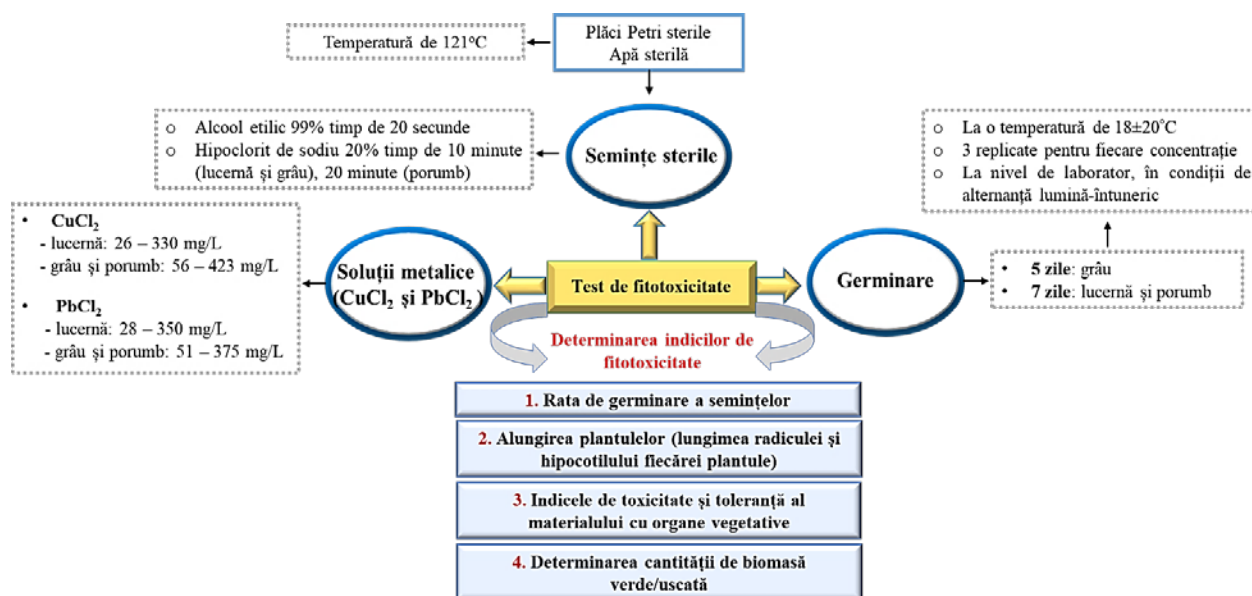 Plăci Petri sterile
Apă sterilă
Temperatură de 121°C
○ Alcool etilic 99% timp de 20 secunde
○ Hipoclorit de sodiu 20% timp de 10 minute
(lucernă și grâu), 20 minute (porumb)
Semințe sterile
○ La o temperatură de 18±20°C
○ 3 replicate pentru fiecare concentrație
○ La nivel de laborator, în condiții de
alternanță lumină-întuneric
• CuCl₂
- lucernă: 26 – 330 mg/L
- grâu și porumb: 56 – 423 mg/L
• PbCl₂
- lucernă: 28 – 350 mg/L
- grâu și porumb: 51 – 375 mg/L
Soluții metalice
(CuCl₂ și PbCl₂)
Test de fitotoxicitate
Germinare
• 5 zile: grâu
• 7 zile: lucernă și porumb
Determinarea indicilor de
fitotoxicitate
1. Rata de germinare a semințelor
2. Alungirea plantulelor (lungimea radiculei și
hipocotilului fiecărei plantule)
3. Indicele de toxicitate și toleranță al
materialului cu organe vegetative
4. Determinarea cantității de biomasă
verde/uscată